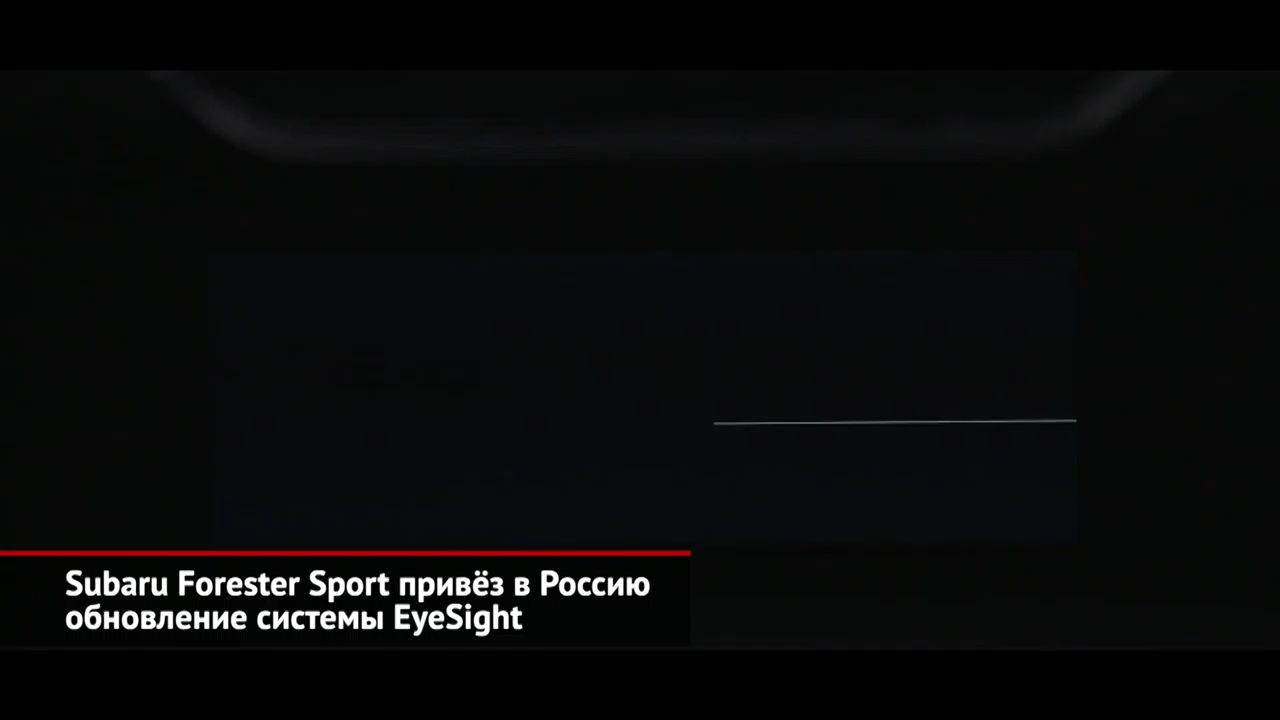 Subaru Forester Sport привёз в Россию
обновление системы EyeSight